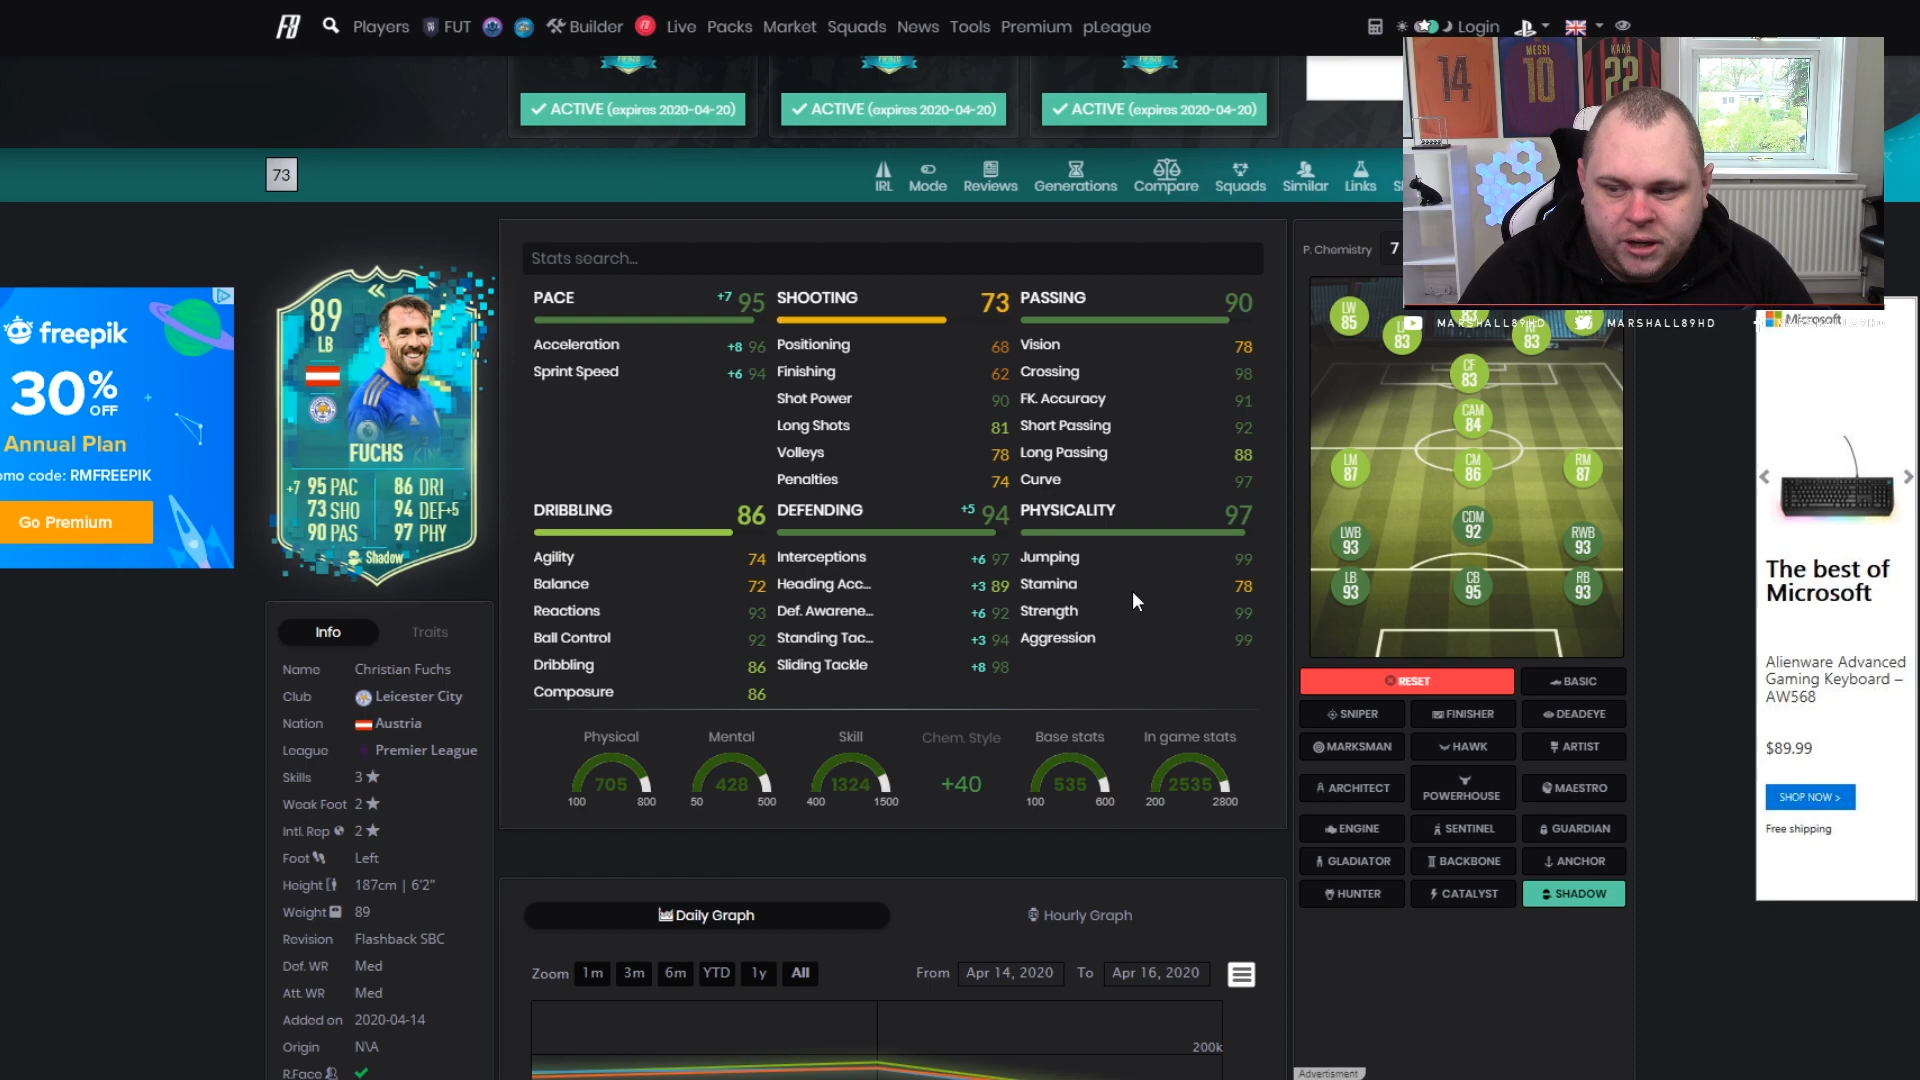 Players FUT Builder Live Packs Market Squads News Tools Premium pLeague Login
14 MESSI 10 KAKÁ 22
ACTIVE (expires 2020-04-20) ACTIVE (expires 2020-04-20) ACTIVE (expires 2020-04-20)
73
IRL Mode Reviews Generations Compare Squads Similar Links
Stats search...
P. Chemistry 7
PACE +7 95 SHOOTING 73 PASSING 90
Acceleration +8 96 Positioning 68 Vision 78
Sprint Speed +6 94 Finishing 62 Crossing 98
Shot Power 90 FK. Accuracy 91
Long Shots 81 Short Passing 92
Volleys 78 Long Passing 88
Penalties 74 Curve 97
DRIBBLING 86 DEFENDING +5 94 PHYSICALITY 97
Agility 74 Interceptions +6 97 Jumping 99
Balance 72 Heading Acc... +3 89 Stamina 78
Reactions 93 Def. Awarene... +6 92 Strength 99
Ball Control 92 Standing Tac... +3 94 Aggression 99
Dribbling 86 Sliding Tackle +8 98
Composure 86
Physical Mental Skill Chem. Style Base stats In game stats
705 428 1324 +40 535 2535
100 800 50 500 400 1500 100 600 200 2800
freepik
30% OFF
Annual Plan
omo code: RMFREEPIK
Go Premium
89
LB
FUCHS
+7 95 PAC 86 DRI
73 SHO 94 DEF+5
90 PAS 97 PHY
Shadow
Info Traits
Name Christian Fuchs
Club Leicester City
Nation Austria
League Premier League
Skills 3
Weak Foot 2
Intl. Rep 2
Foot Left
Height 187cm | 6'2"
Weight 89
Revision Flashback SBC
Def. WR Med
Att. WR Med
Added on 2020-04-14
Origin N\A
R.Face
Daily Graph Hourly Graph
Zoom 1m 3m 6m YTD 1y All From Apr 14, 2020 To Apr 16, 2020
200k
MARSHALL89HD MARSHALL89HD
LW 85
83 83 83
CF 83
CAM 84
LM 87 CM 86 RM 87
CDM 92
LWB 93 RWB 93
LB 93 CB 95 RB 93
RESET BASIC
SNIPER FINISHER DEADEYE
MARKSMAN HAWK ARTIST
ARCHITECT POWERHOUSE MAESTRO
ENGINE SENTINEL GUARDIAN
GLADIATOR BACKBONE ANCHOR
HUNTER CATALYST SHADOW
Advertisment
Microsoft
The best of
Microsoft
Alienware Advanced
Gaming Keyboard –
AW568
$89.99
SHOP NOW >
Free shipping